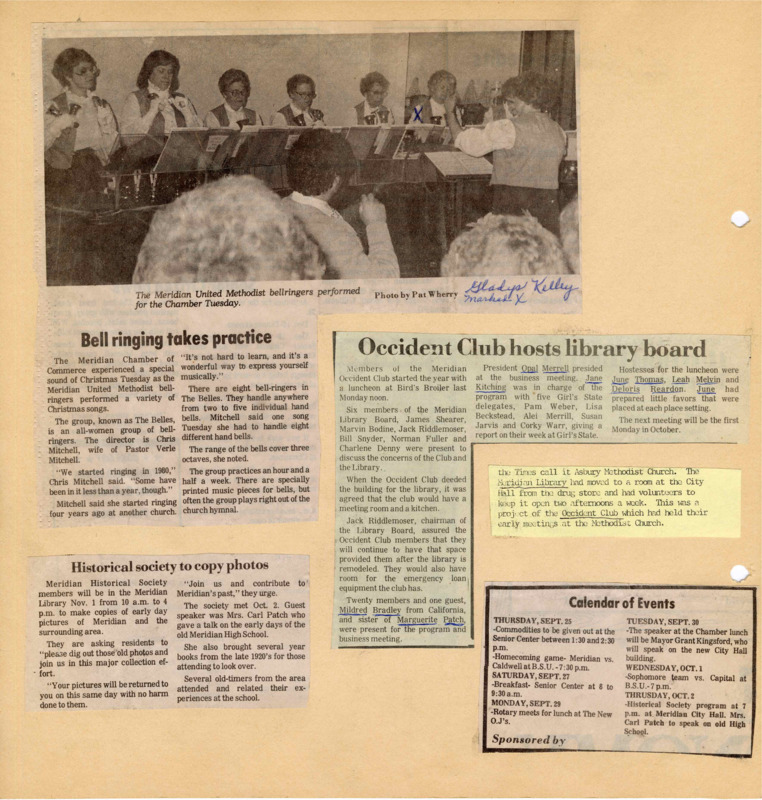 The Meridian United Methodist bellringers performed
for the Chamber Tuesday.
Photo by Pat Wherry
Gladys Kelley
marked X
X
Bell ringing takes practice
The Meridian Chamber of
Commerce experienced a special
sound of Christmas Tuesday as the
Meridian United Methodist bell-
ringers performed a variety of
Christmas songs.
The group, known as The Belles,
is an all-women group of bell-
ringers. The director is Chris
Mitchell, wife of Pastor Verle
Mitchell.
"We started ringing in 1980,"
Chris Mitchell said. "Some have
been in it less than a year, though."
Mitchell said she started ringing
four years ago at another church.
"It's not hard to learn, and it's a
wonderful way to express yourself
musically."
There are eight bell-ringers in
The Belles. They handle anywhere
from two to five individual hand
bells. Mitchell said one song
Tuesday she had to handle eight
different hand bells.
The range of the bells cover three
octaves, she noted.
The group practices an hour and a
half a week. There are specially
printed music pieces for bells, but
often the group plays right out of the
church hymnal.
Occident Club hosts library board
Members of the Meridian
Occident Club started the year with
a luncheon at Bird's Broiler last
Monday noon.
Six members of the Meridian
Library Board, James Shearer,
Marvin Bodine, Jack Riddlemoser,
Bill Snyder, Norman Fuller and
Charlene Denny were present to
discuss the concerns of the Club and
the Library.
When the Occident Club deeded
the building for the library, it was
agreed that the club would have a
meeting room and a kitchen.
Jack Riddlemoser, chairman of
the Library Board, assured the
Occident Club members that they
will continue to have that space
provided them after the library is
remodeled. They would also have
room for the emergency loan
equipment the club has.
Twenty members and one guest,
Mildred Bradley from California,
and sister of Marguerite Patch,
were present for the program and
business meeting.
President Opal Merrell presided
at the business meeting. Jane
Kitching was in charge of the
program with five Girl's State
delegates, Pam Weber, Lisa
Beckstead, Alei Merrill, Susan
Jarvis and Corky Warr, giving a
report on their week at Girl's State.
Hostesses for the luncheon were
June Thomas, Leah Melvin and
Deloris Reardon. June had
prepared little favors that were
placed at each place setting.
The next meeting will be the first
Monday in October.
the Times call it Asbury Methodist Church. The
Meridian Library had moved to a room at the City
Hall from the drug store and had volunteers to
keep it open two afternoons a week. This was a
project of the Occident Club which had held their
early meetings at the Methodist Church.
Historical society to copy photos
Meridian Historical Society
members will be in the Meridian
Library Nov. 1 from 10 a.m. to 4
p.m. to make copies of early day
pictures of Meridian and the
surrounding area.
They are asking residents to
"please dig out those old photos and
join us in this major collection ef-
fort.
"Your pictures will be returned to
you on this same day with no harm
done to them.
"Join us and contribute to
Meridian's past," they urge.
The society met Oct. 2. Guest
speaker was Mrs. Carl Patch who
gave a talk on the early days of the
old Meridian High School.
She also brought several year
books from the late 1920's for those
attending to look over.
Several old-timers from the area
attended and related their ex-
periences at the school.
Calendar of Events
THURSDAY, SEPT. 25
-Commodities to be given out at the
Senior Center between 1:30 and 2:30
p.m.
-Homecoming game- Meridian vs.
Caldwell at B.S.U.-7:30 p.m.
SATURDAY, SEPT. 27
-Breakfast- Senior Center at 8 to
9:30 a.m.
MONDAY, SEPT. 29
-Rotary meets for lunch at The New
O.J's.
Sponsored by
TUESDAY, SEPT. 30
-The speaker at the Chamber lunch
will be Mayor Grant Kingsford, who
will speak on the new City Hall
building.
WEDNESDAY, OCT. 1
-Sophomore team vs. Capital at
B.S.U.-7 p.m.
THRUSDAY, OCT. 2
-Historical Society program at 7
p.m. at Meridian City Hall. Mrs.
Carl Patch to speak on old High
School.